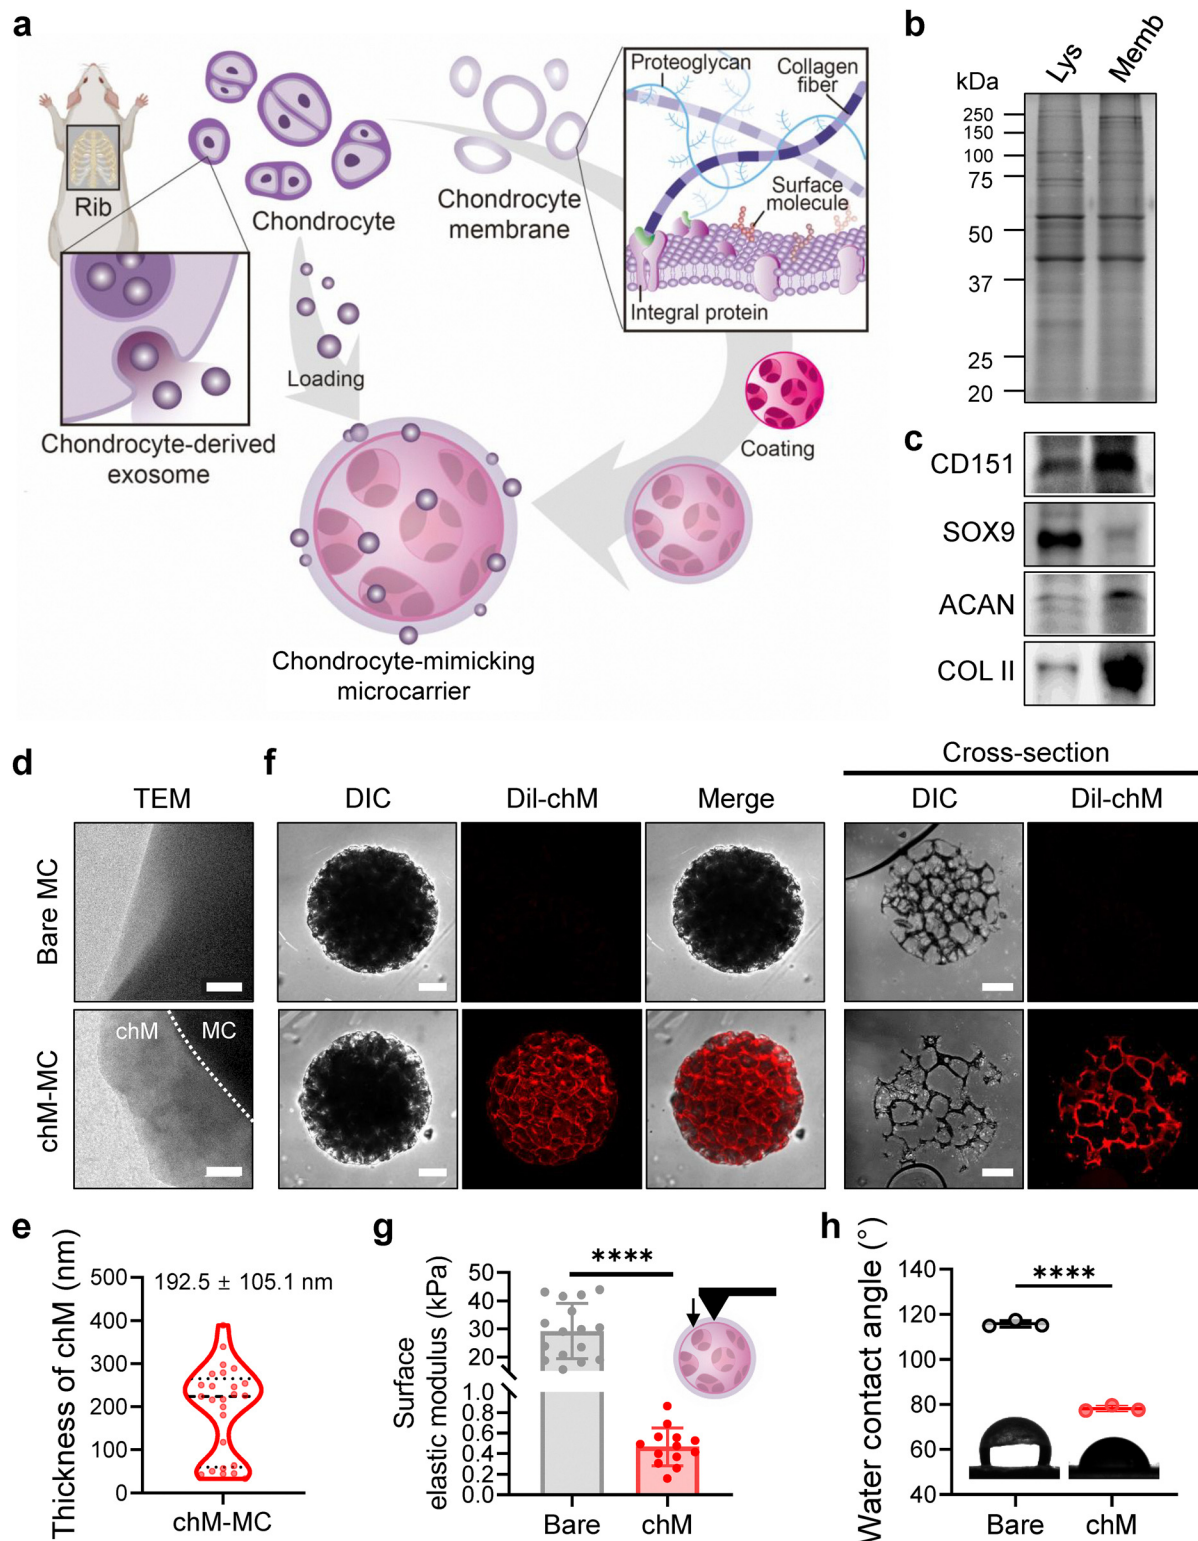 a
Rib
Chondrocyte
Chondrocyte
membrane
Proteoglycan
Collagen
fiber
Surface
molecule
Integral protein
Loading
Coating
Chondrocyte-derived
exosome
Chondrocyte-mimicking
microcarrier
b
kDa
Lys
Memb
250
150
100
75
50
37
25
20
c
CD151
SOX9
ACAN
COL II
d
TEM
Bare MC
chM-MC
chM
MC
f
Cross-section
DIC
DiI-chM
Merge
DIC
DiI-chM
e
Thickness of chM (nm)
192.5 ± 105.1 nm
500
400
300
200
100
0
chM-MC
g
Surface
elastic modulus (kPa)
****
50
40
30
20
1.0
0.8
0.6
0.4
0.2
0.0
Bare
chM
h
Water contact angle (°)
****
140
120
100
80
60
40
Bare
chM